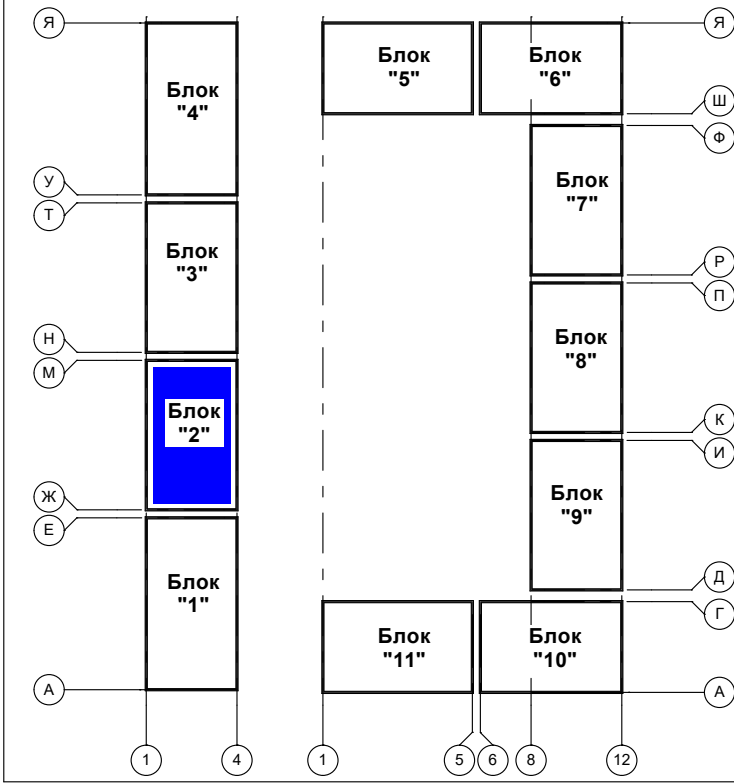 Я
Я
Блок
"4"
Блок
"5"
Блок
"6"
Ш
Ф
Блок
"7"
У
Т
Блок
"3"
Р
П
Н
М
Блок
"8"
Блок
"2"
К
И
Ж
Е
Блок
"9"
Блок
"1"
Д
Г
Блок
"11"
Блок
"10"
А
А
1
4
1
5
6
8
12